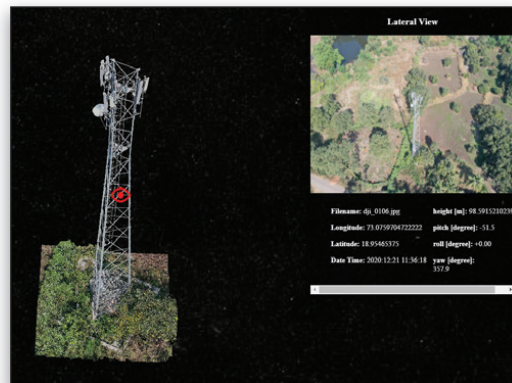 Lateral View
Filename: dji_0106.jpg height [m]: 98.5915210239
Longitude: 73.0759704722222 pitch [degree]: -51.5
Latitude: 18.95465375 roll [degree]: +0.00
Date Time: 2020:12:21 11:36:18 yaw [degree]:
357.9